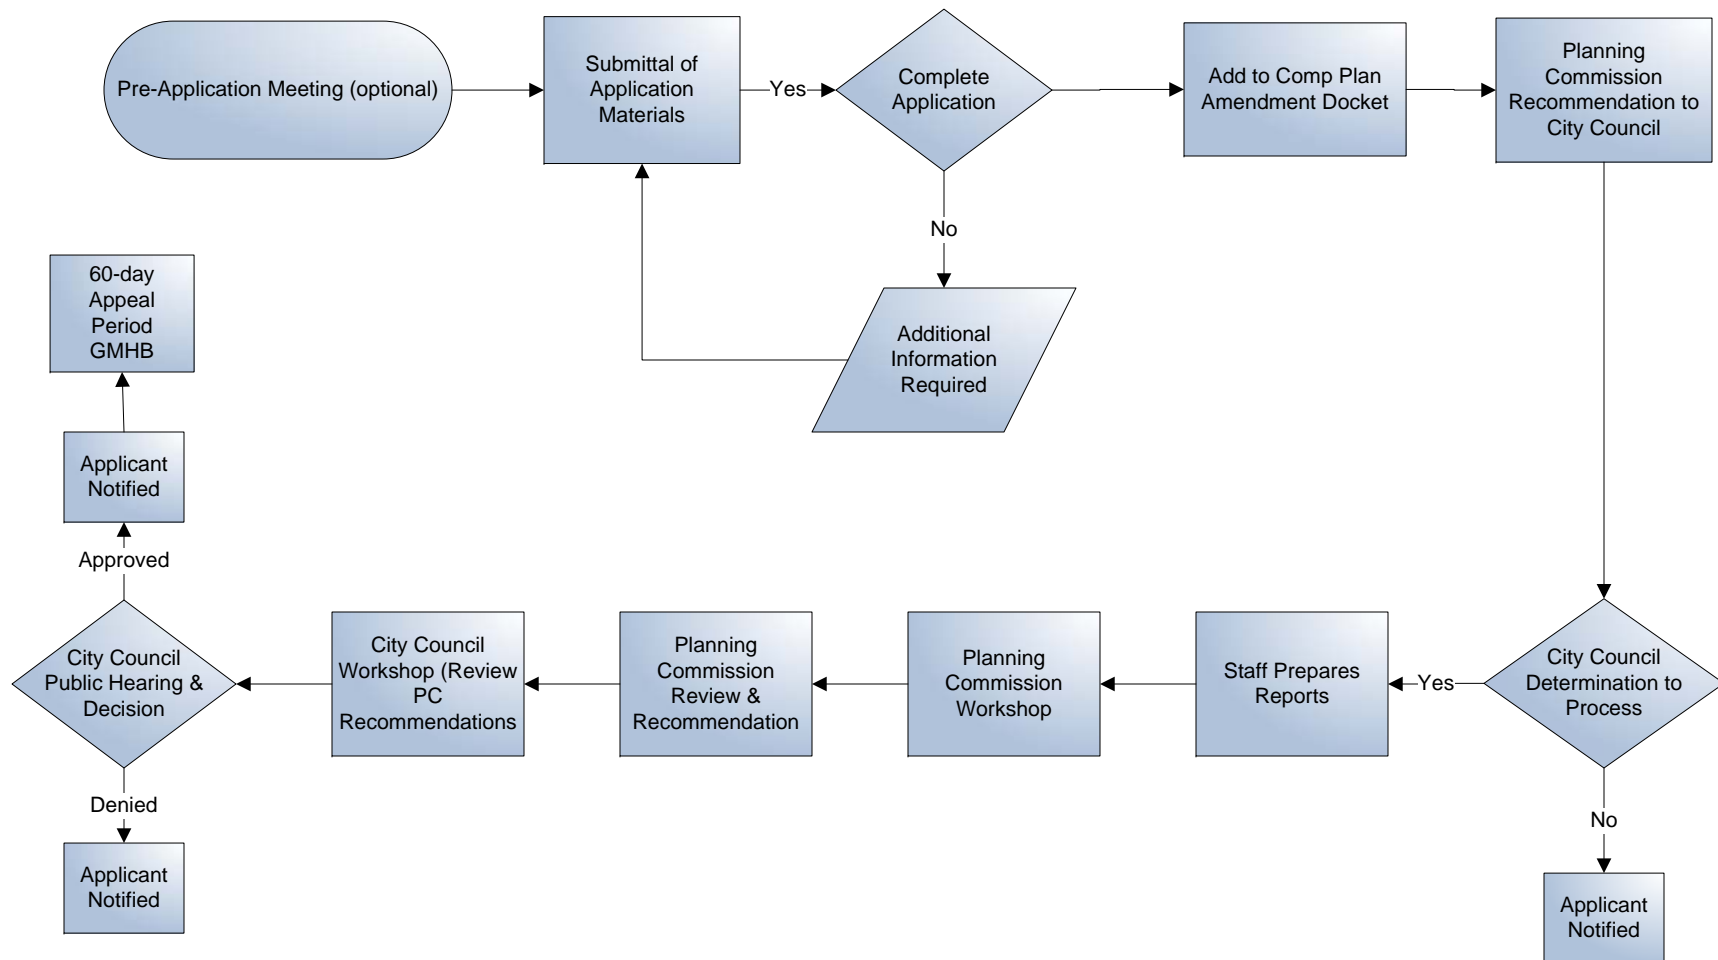 Pre-Application Meeting (optional)
Submittal of
Application
Materials
Yes
Complete
Application
Add to Comp Plan
Amendment Docket
Planning
Commission
Recommendation to
City Council
No
Additional
Information
Required
60-day
Appeal
Period
GMHB
Applicant
Notified
Approved
City Council
Public Hearing &
Decision
Denied
Applicant
Notified
City Council
Workshop (Review
PC
Recommendations
Planning
Commission
Review &
Recommendation
Planning
Commission
Workshop
Staff Prepares
Reports
Yes
City Council
Determination to
Process
No
Applicant
Notified